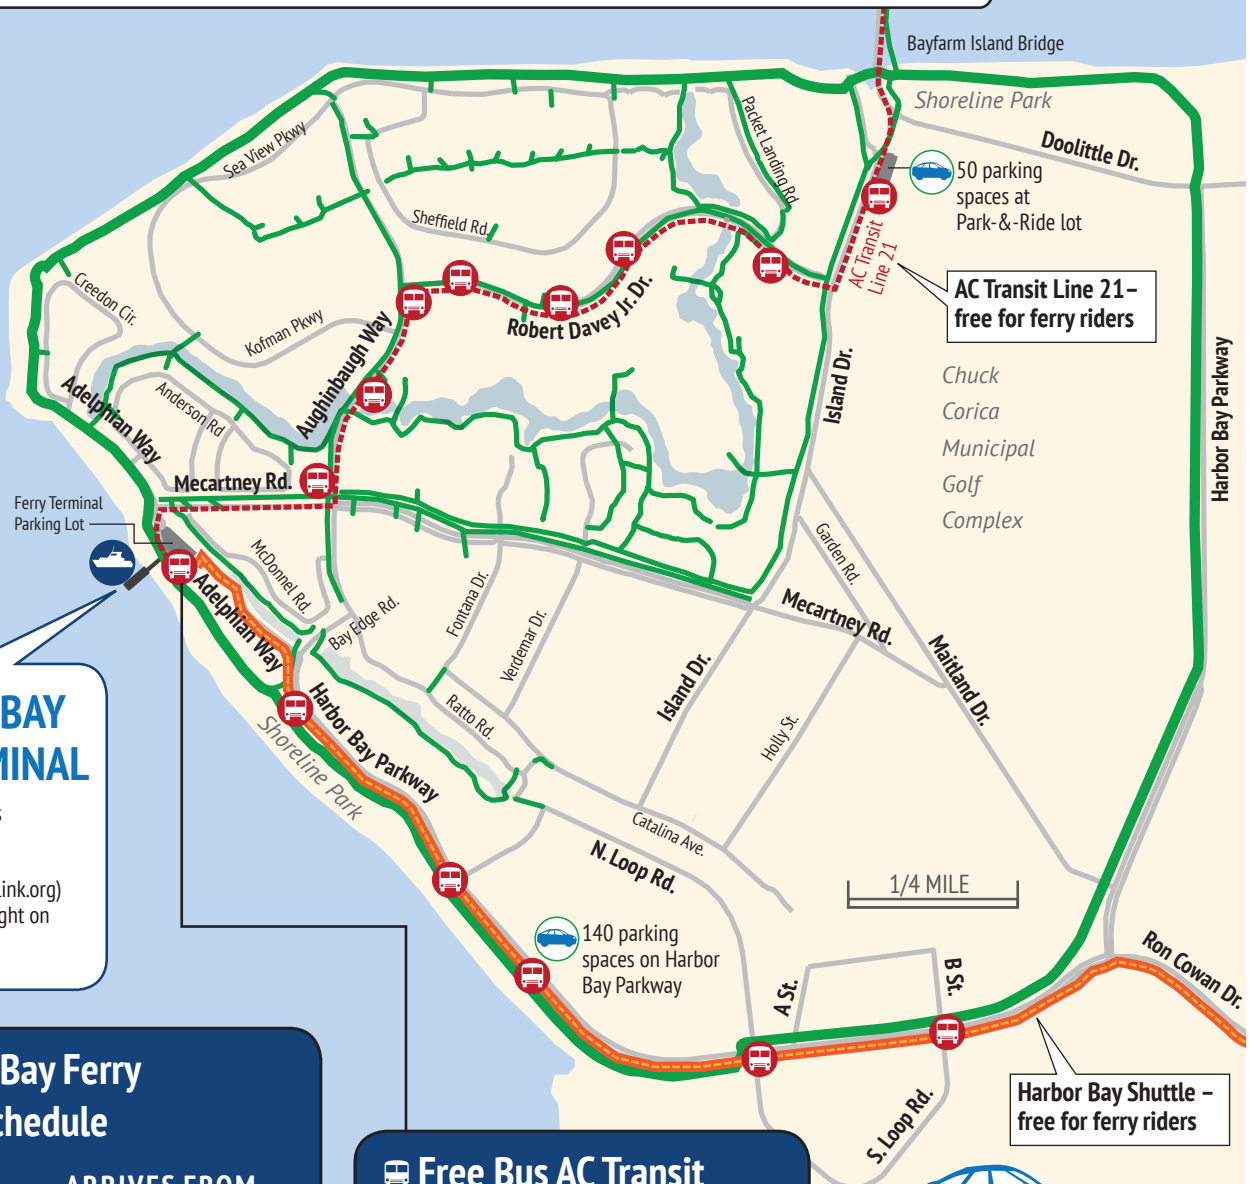 Bayfarm Island Bridge
Shoreline Park
Doolittle Dr.
Packet Landing Rd
Sea View Pkwy
50 parking
spaces at
Park-&-Ride lot
Sheffield Rd.
AC Transit
Line 21
AC Transit Line 21–
free for ferry riders
Creedon Cir.
Kofman Pkwy
Robert Davey Jr. Dr.
Aughinbaugh Way
Island Dr.
Harbor Bay Parkway
Chuck
Corica
Municipal
Golf
Complex
Adelphian Way
Anderson Rd
Mecartney Rd.
Ferry Terminal
Parking Lot
McDonnel Rd.
Garden Rd.
Adelphian Way
Bay Edge Rd.
Fontana Dr.
Verdemar Dr.
Mecartney Rd.
Maitland Dr.
Island Dr.
Holly St.
BAY
MINAL
s
ink.org)
ght on
Harbor Bay Parkway
Shoreline Park
Ratto Rd.
Catalina Ave.
N. Loop Rd.
1/4 MILE
140 parking
spaces on Harbor
Bay Parkway
A St.
B St.
Ron Cowan Dr.
Harbor Bay Shuttle –
free for ferry riders
S. Loop Rd.
Bay Ferry
chedule
ARRIVES FROM
Free Bus AC Transit